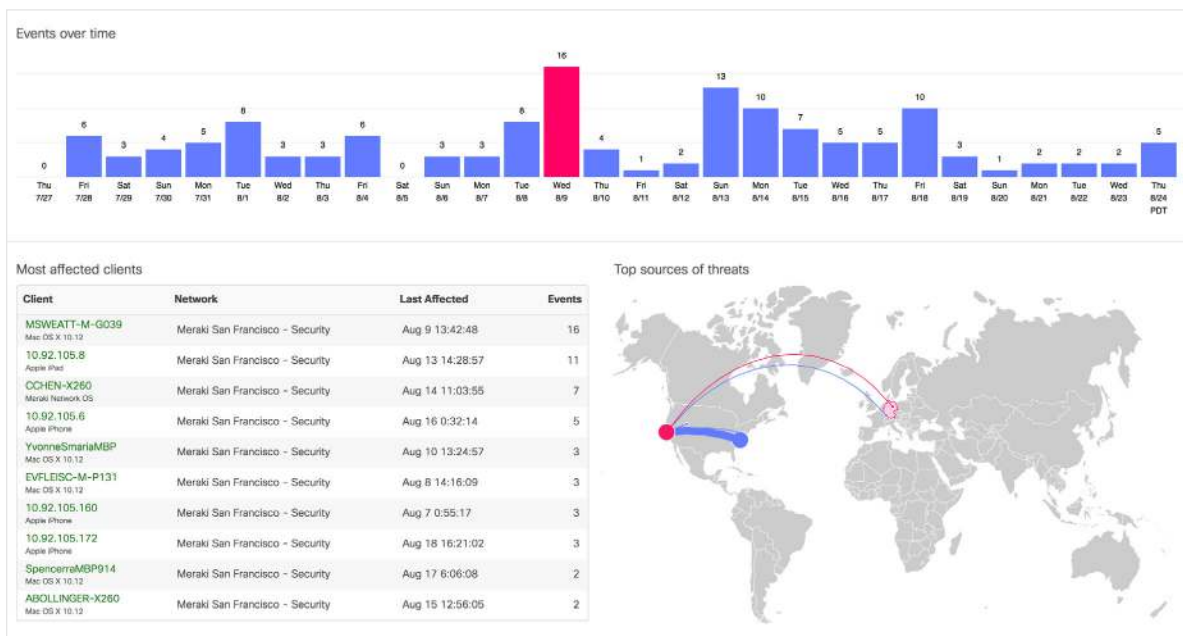 Events over time
16
13
10
10
8
8
7
6
6
5
5
5
5
4
4
3
3
3
3
3
3
2
2
2
2
1
1
0
0
Thu Fri Sat Sun Mon Tue Wed Thu Fri Sat Sun Mon Tue Wed Thu Fri Sat Sun Mon Tue Wed Thu Fri Sat Sun Mon Tue Wed Thu
7/27 7/28 7/29 7/30 7/31 8/1 8/2 8/3 8/4 8/5 8/6 8/7 8/8 8/9 8/10 8/11 8/12 8/13 8/14 8/15 8/16 8/17 8/18 8/19 8/20 8/21 8/22 8/23 8/24
PDT
Most affected clients
Top sources of threats
Client Network Last Affected Events
MSWEATT-M-G039
Mac OS X 10.12
Meraki San Francisco - Security Aug 9 13:42:48 16
10.92.105.8
Apple iPad
Meraki San Francisco - Security Aug 13 14:28:57 11
CCHEN-X260
Meraki Network OS
Meraki San Francisco - Security Aug 14 11:03:55 7
10.92.105.6
Apple iPhone
Meraki San Francisco - Security Aug 16 0:32:14 5
YvonneSmariaMBP
Mac OS X 10.12
Meraki San Francisco - Security Aug 10 13:24:57 3
EVFLEISC-M-P131
Mac OS X 10.12
Meraki San Francisco - Security Aug 8 14:16:09 3
10.92.105.160
Apple iPhone
Meraki San Francisco - Security Aug 7 0:55:17 3
10.92.105.172
Apple iPhone
Meraki San Francisco - Security Aug 18 16:21:02 3
SpencerraMBP914
Mac OS X 10.12
Meraki San Francisco - Security Aug 17 6:06:08 2
ABOLLINGER-X260
Mac OS X 10.12
Meraki San Francisco - Security Aug 15 12:56:05 2